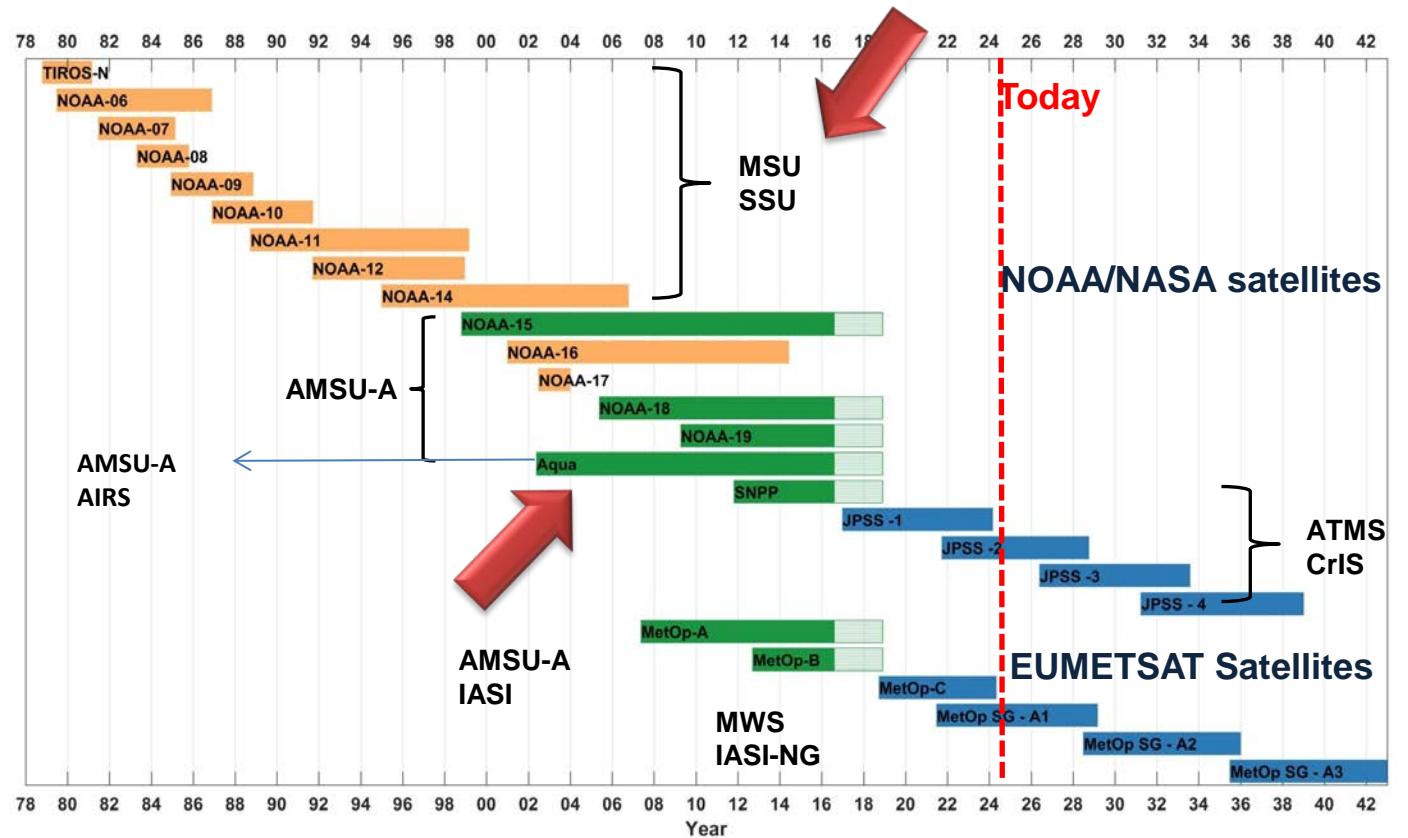 78 80 82 84 86 88 90 92 94 96 98 00 02 04 06 08 10 12 14 16 18 20 22 24 26 28 30 32 34 36 38 40 42
TIROS-N
Today
NOAA-06
NOAA-07
NOAA-08
MSU
SSU
NOAA-09
NOAA-10
NOAA-11
NOAA-12
NOAA/NASA satellites
NOAA-14
NOAA-15
NOAA-16
NOAA-17
AMSU-A
NOAA-18
NOAA-19
AMSU-A
AIRS
Aqua
SNPP
JPSS -1
ATMS
CrIS
JPSS -2
JPSS -3
JPSS - 4
MetOp-A
AMSU-A
IASI
MetOp-B
EUMETSAT Satellites
MetOp-C
MWS
IASI-NG
MetOp SG - A1
MetOp SG - A2
MetOp SG - A3
78 80 82 84 86 88 90 92 94 96 98 00 02 04 06 08 10 12 14 16 18 20 22 24 26 28 30 32 34 36 38 40 42
Year